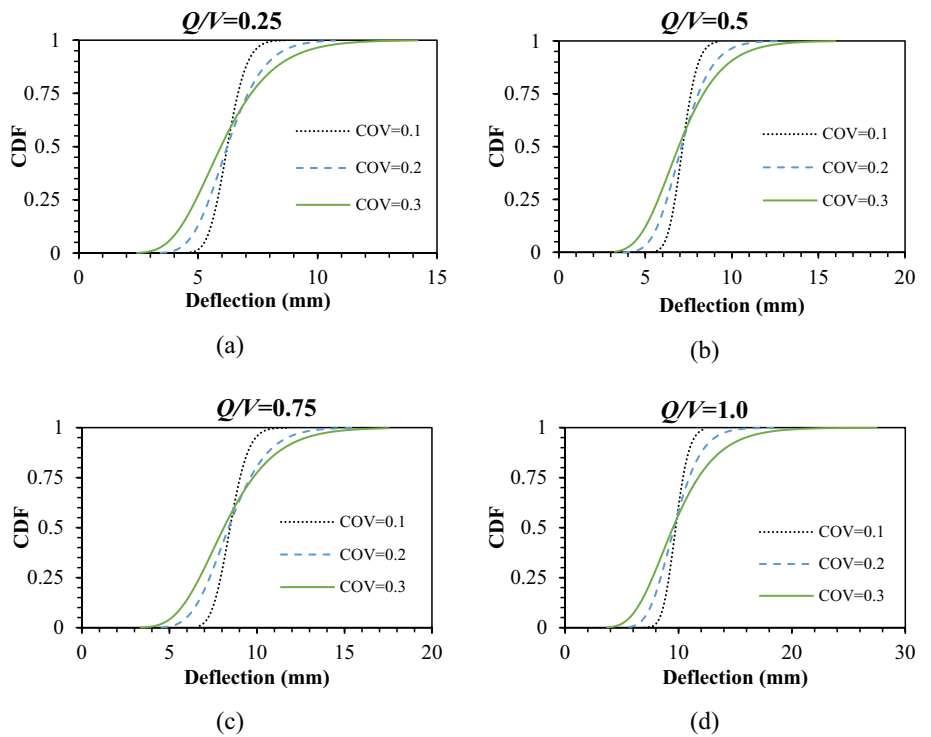 Q/V=0.25
1
0.75
0.5
0.25
0
CDF
COV=0.1
COV=0.2
COV=0.3
0 5 10 15
Deflection (mm)
(a)
Q/V=0.5
1
0.75
0.5
0.25
0
CDF
COV=0.1
COV=0.2
COV=0.3
0 5 10 15 20
Deflection (mm)
(b)
Q/V=0.75
1
0.75
0.5
0.25
0
CDF
COV=0.1
COV=0.2
COV=0.3
0 5 10 15 20
Deflection (mm)
(c)
Q/V=1.0
1
0.75
0.5
0.25
0
CDF
COV=0.1
COV=0.2
COV=0.3
0 10 20 30
Deflection (mm)
(d)